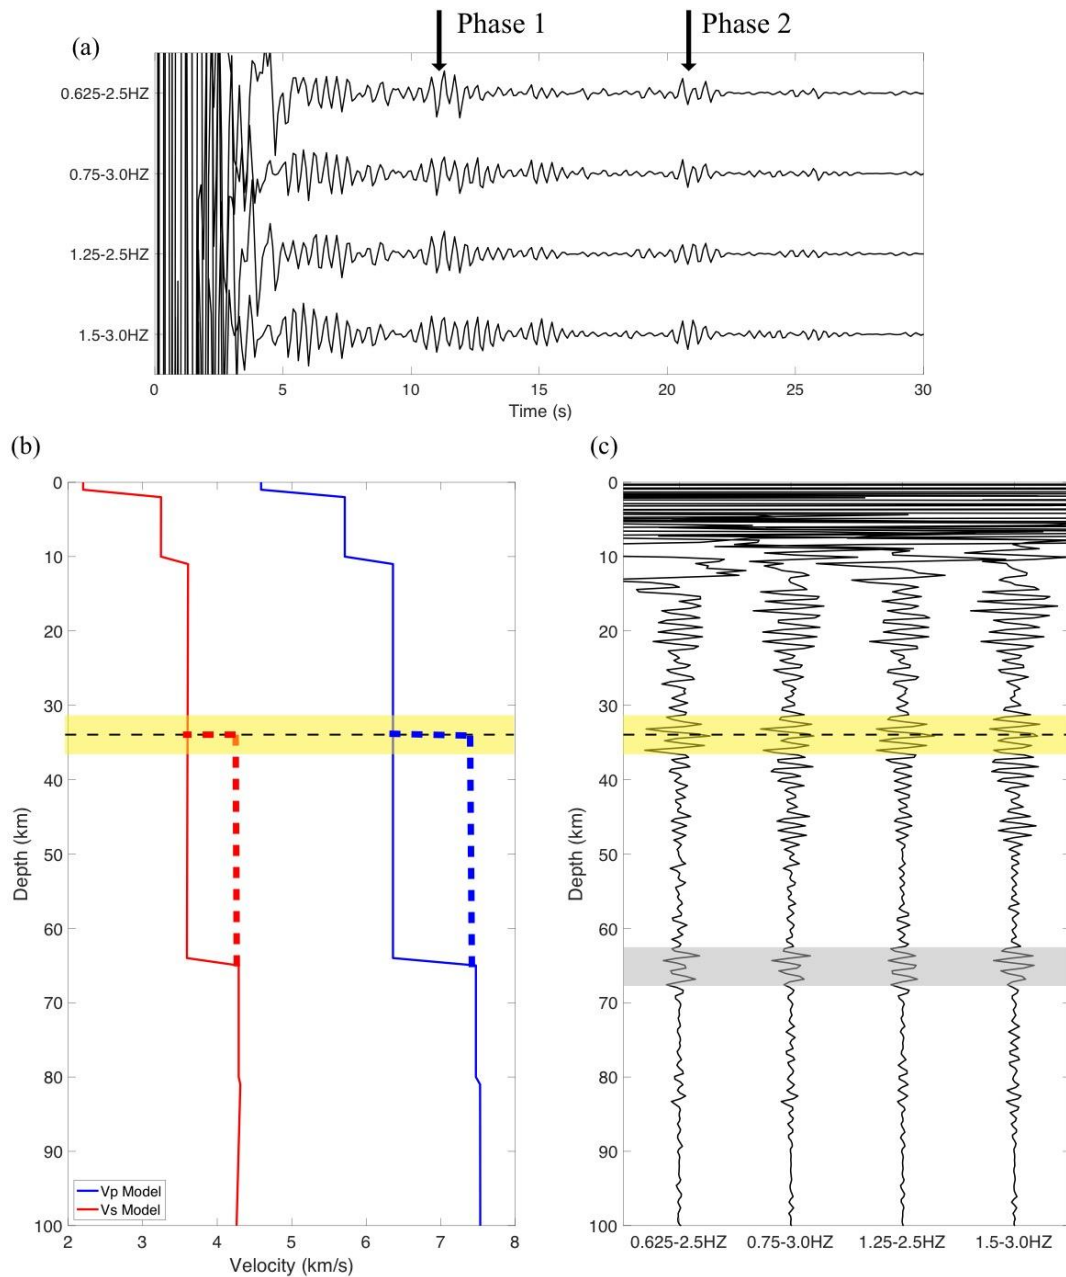 Phase 1
Phase 2
(a)
0.625-2.5HZ
0.75-3.0HZ
1.25-2.5HZ
1.5-3.0HZ
0
5
10
15
20
25
30
Time (s)
(b)
0
10
20
30
40
50
60
70
80
90
100
Depth (km)
Vp Model
Vs Model
2
3
4
5
6
7
8
Velocity (km/s)
(c)
0
10
20
30
40
50
60
70
80
90
100
Depth (km)
0.625-2.5HZ
0.75-3.0HZ
1.25-2.5HZ
1.5-3.0HZ